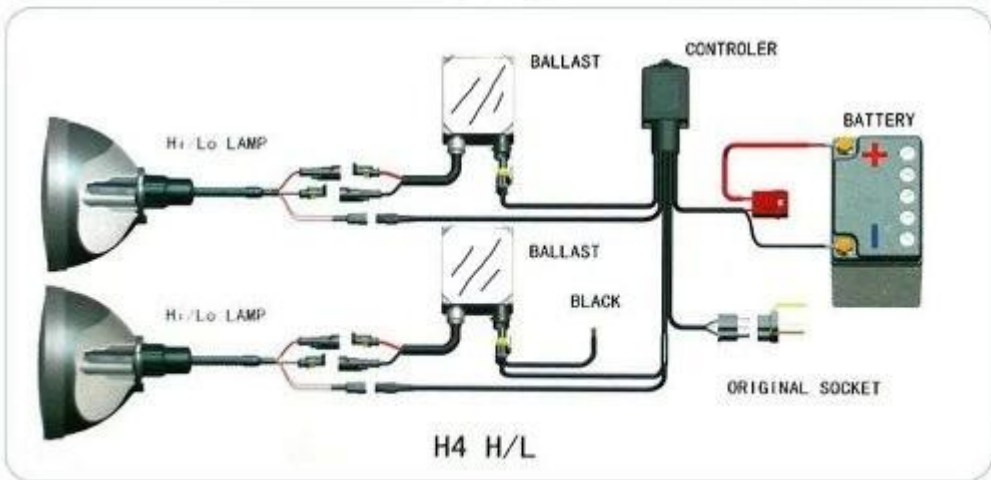 BALLAST
CONTROLER
BATTERY
Hi/Lo LAMP
+
-
BALLAST
BLACK
Hi/Lo LAMP
ORIGINAL SOCKET
H4 H/L